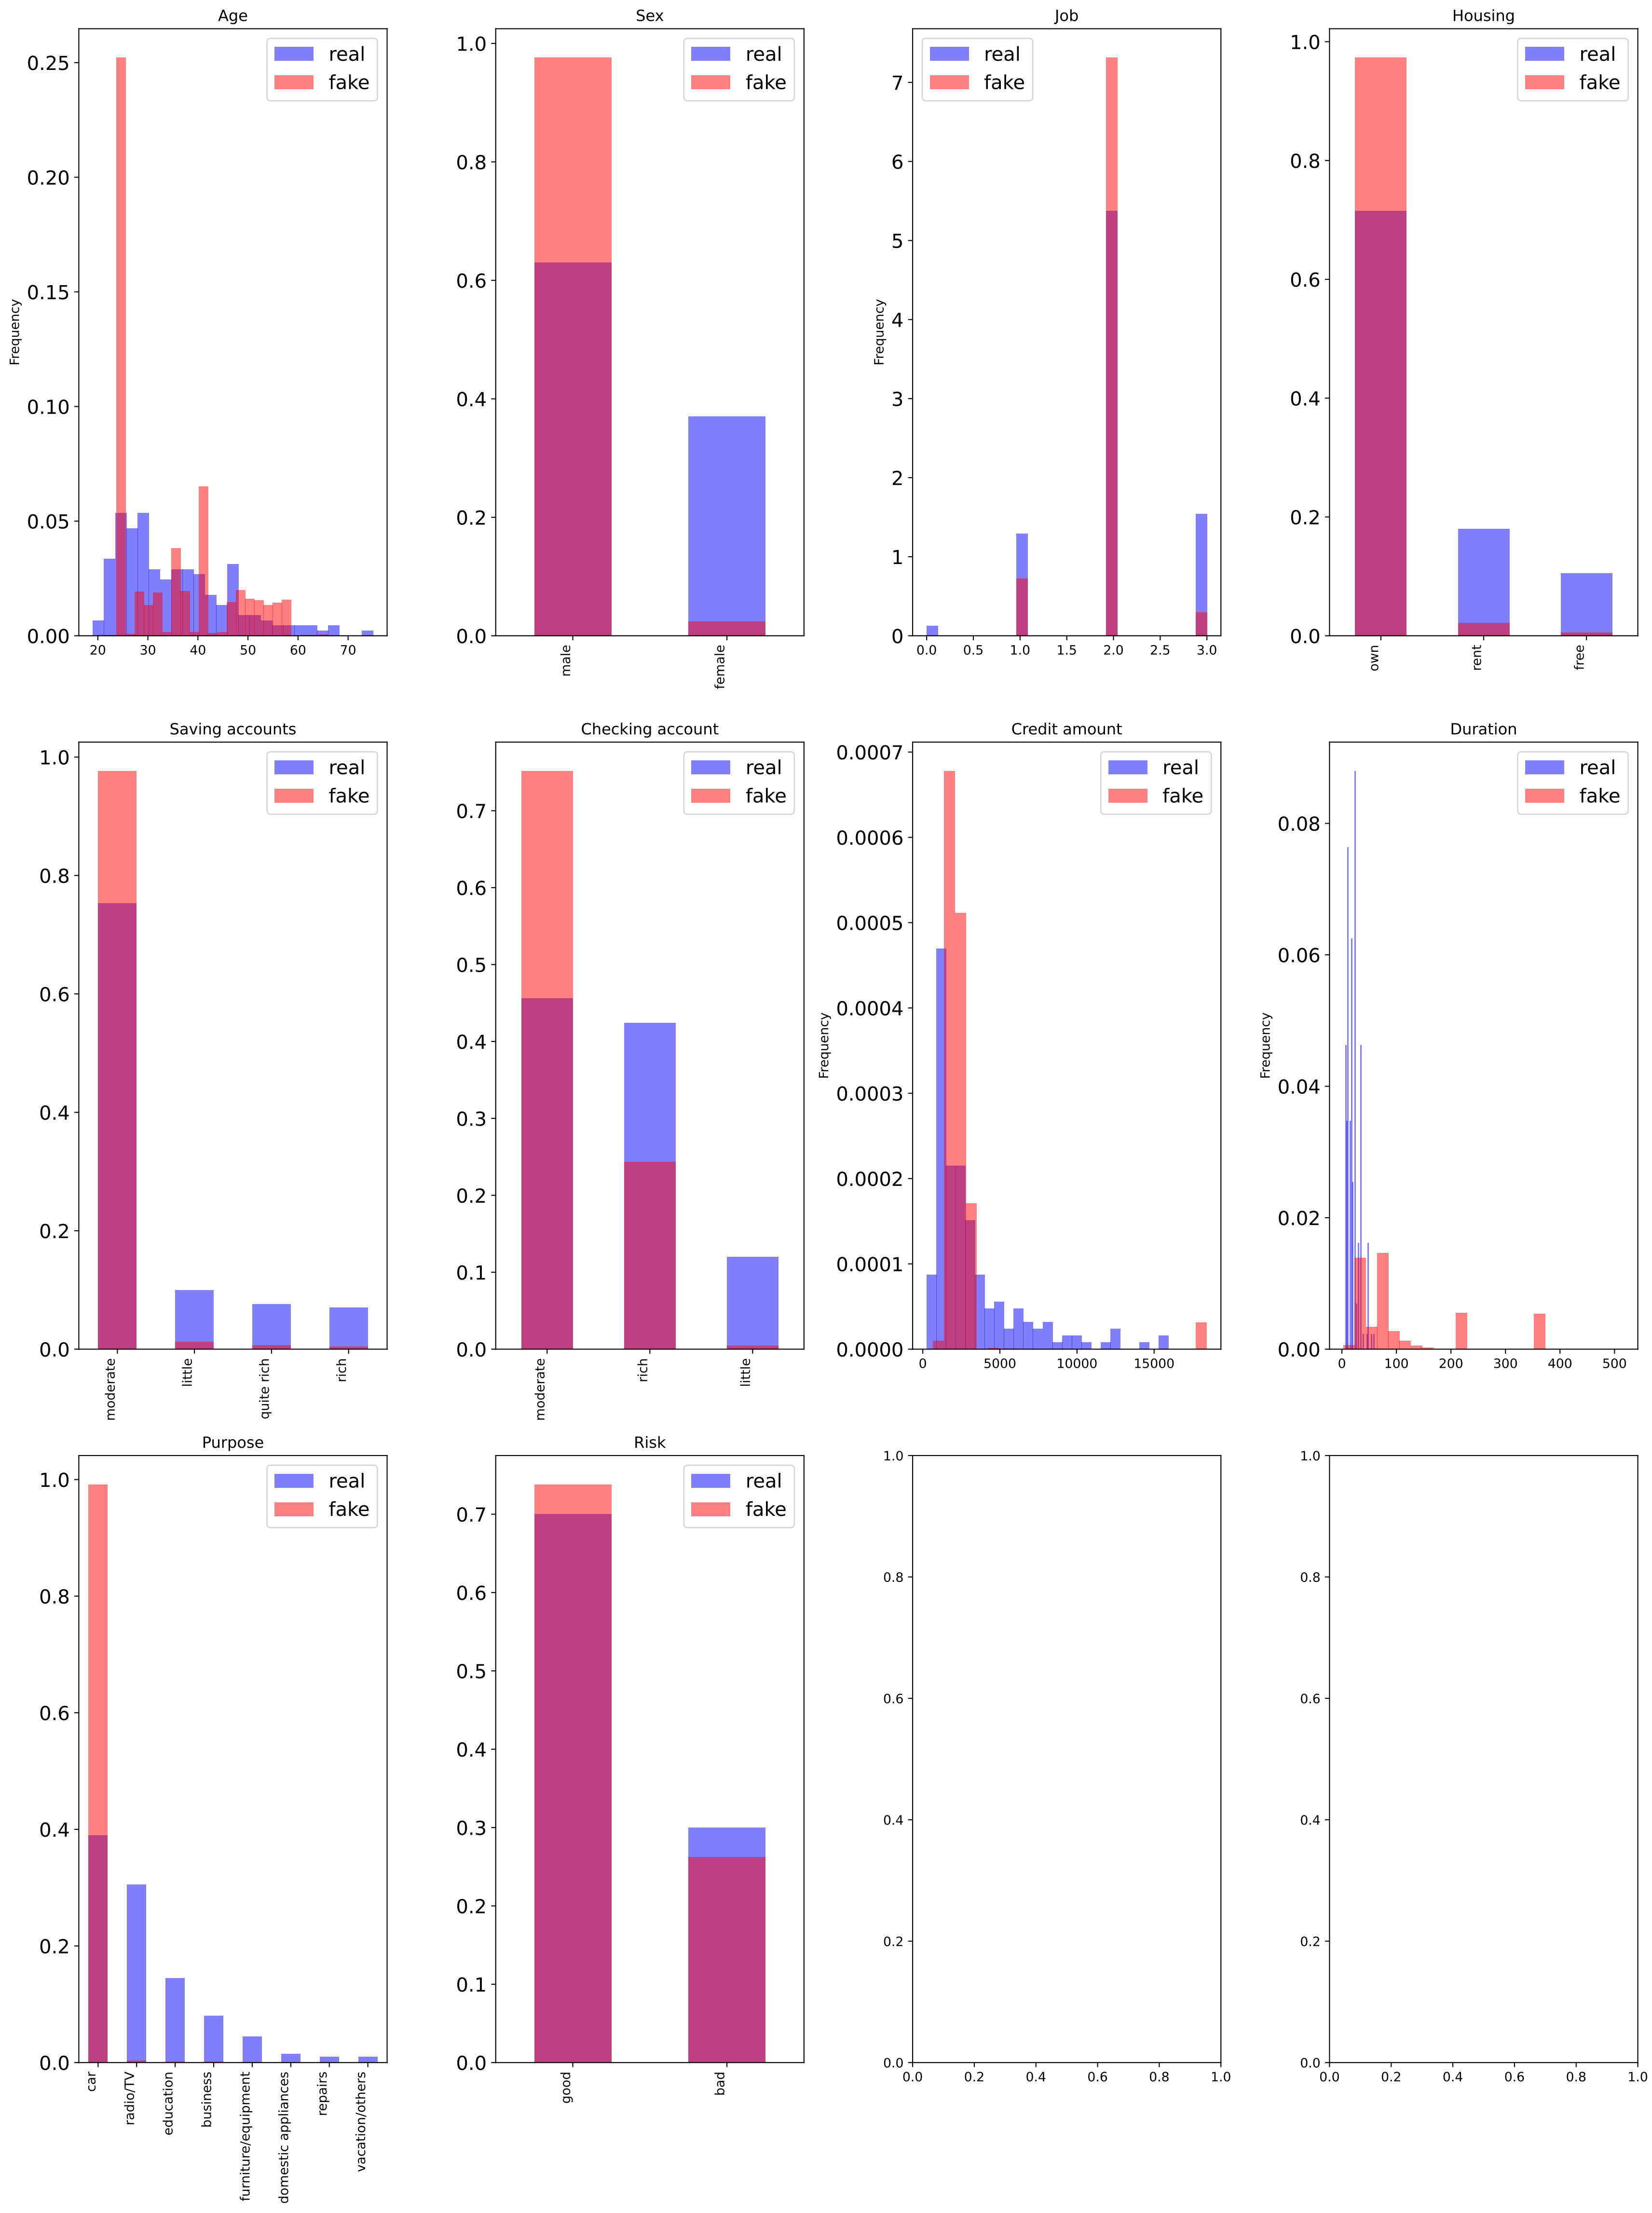 Age
real
fake
Frequency
0.25
0.20
0.15
0.10
0.05
0.00
20 30 40 50 60 70
Sex
real
fake
1.0
0.8
0.6
0.4
0.2
0.0
male
female
Job
real
fake
Frequency
7
6
5
4
3
2
1
0
0.0 0.5 1.0 1.5 2.0 2.5 3.0
Housing
real
fake
1.0
0.8
0.6
0.4
0.2
0.0
own
rent
free
Saving accounts
real
fake
1.0
0.8
0.6
0.4
0.2
0.0
moderate
little
quite rich
rich
Checking account
real
fake
0.7
0.6
0.5
0.4
0.3
0.2
0.1
0.0
moderate
rich
little
Credit amount
real
fake
Frequency
0.0007
0.0006
0.0005
0.0004
0.0003
0.0002
0.0001
0.0000
0 5000 10000 15000
Duration
real
fake
Frequency
0.08
0.06
0.04
0.02
0.00
0 100 200 300 400 500
Purpose
real
fake
1.0
0.8
0.6
0.4
0.2
0.0
car
radio/TV
education
business
furniture/equipment
domestic appliances
repairs
vacation/others
Risk
real
fake
0.7
0.6
0.5
0.4
0.3
0.2
0.1
0.0
good
bad
1.0
0.8
0.6
0.4
0.2
0.0
0.0 0.2 0.4 0.6 0.8 1.0
1.0
0.8
0.6
0.4
0.2
0.0
0.0 0.2 0.4 0.6 0.8 1.0